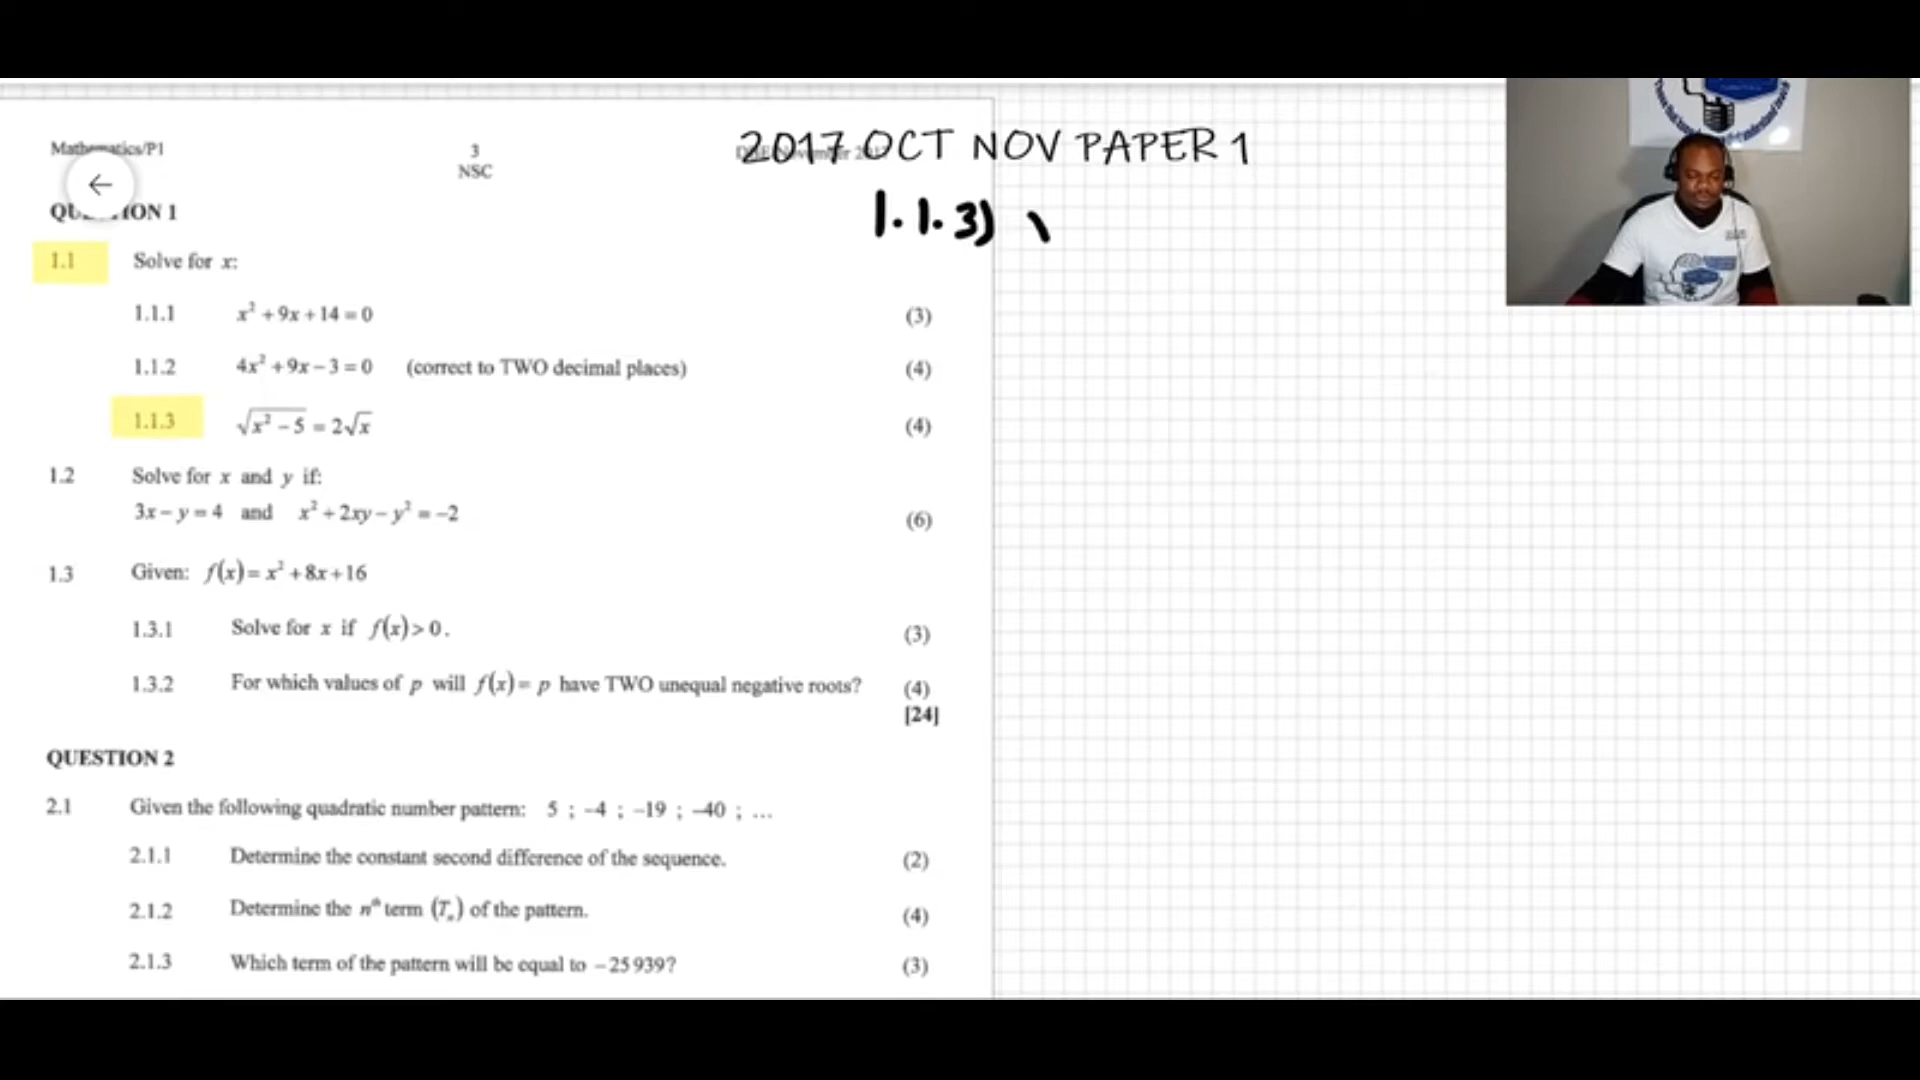 Mathematics/P1
3
NSC
2017 OCT NOV PAPER 1
1.1.3)
QU ION 1
1.1 Solve for x:
1.1.1 x² + 9x + 14 = 0 (3)
1.1.2 4x² + 9x − 3 = 0 (correct to TWO decimal places) (4)
1.1.3 √(x² − 5) = 2√x (4)
1.2 Solve for x and y if:
3x − y = 4 and x² + 2xy − y² = −2 (6)
1.3 Given: f(x) = x² + 8x + 16
1.3.1 Solve for x if f(x) > 0. (3)
1.3.2 For which values of p will f(x) = p have TWO unequal negative roots? (4)
[24]
QUESTION 2
2.1 Given the following quadratic number pattern: 5 ; −4 ; −19 ; −40 ; ...
2.1.1 Determine the constant second difference of the sequence. (2)
2.1.2 Determine the nᵗʰ term (Tₙ) of the pattern. (4)
2.1.3 Which term of the pattern will be equal to −25 939? (3)